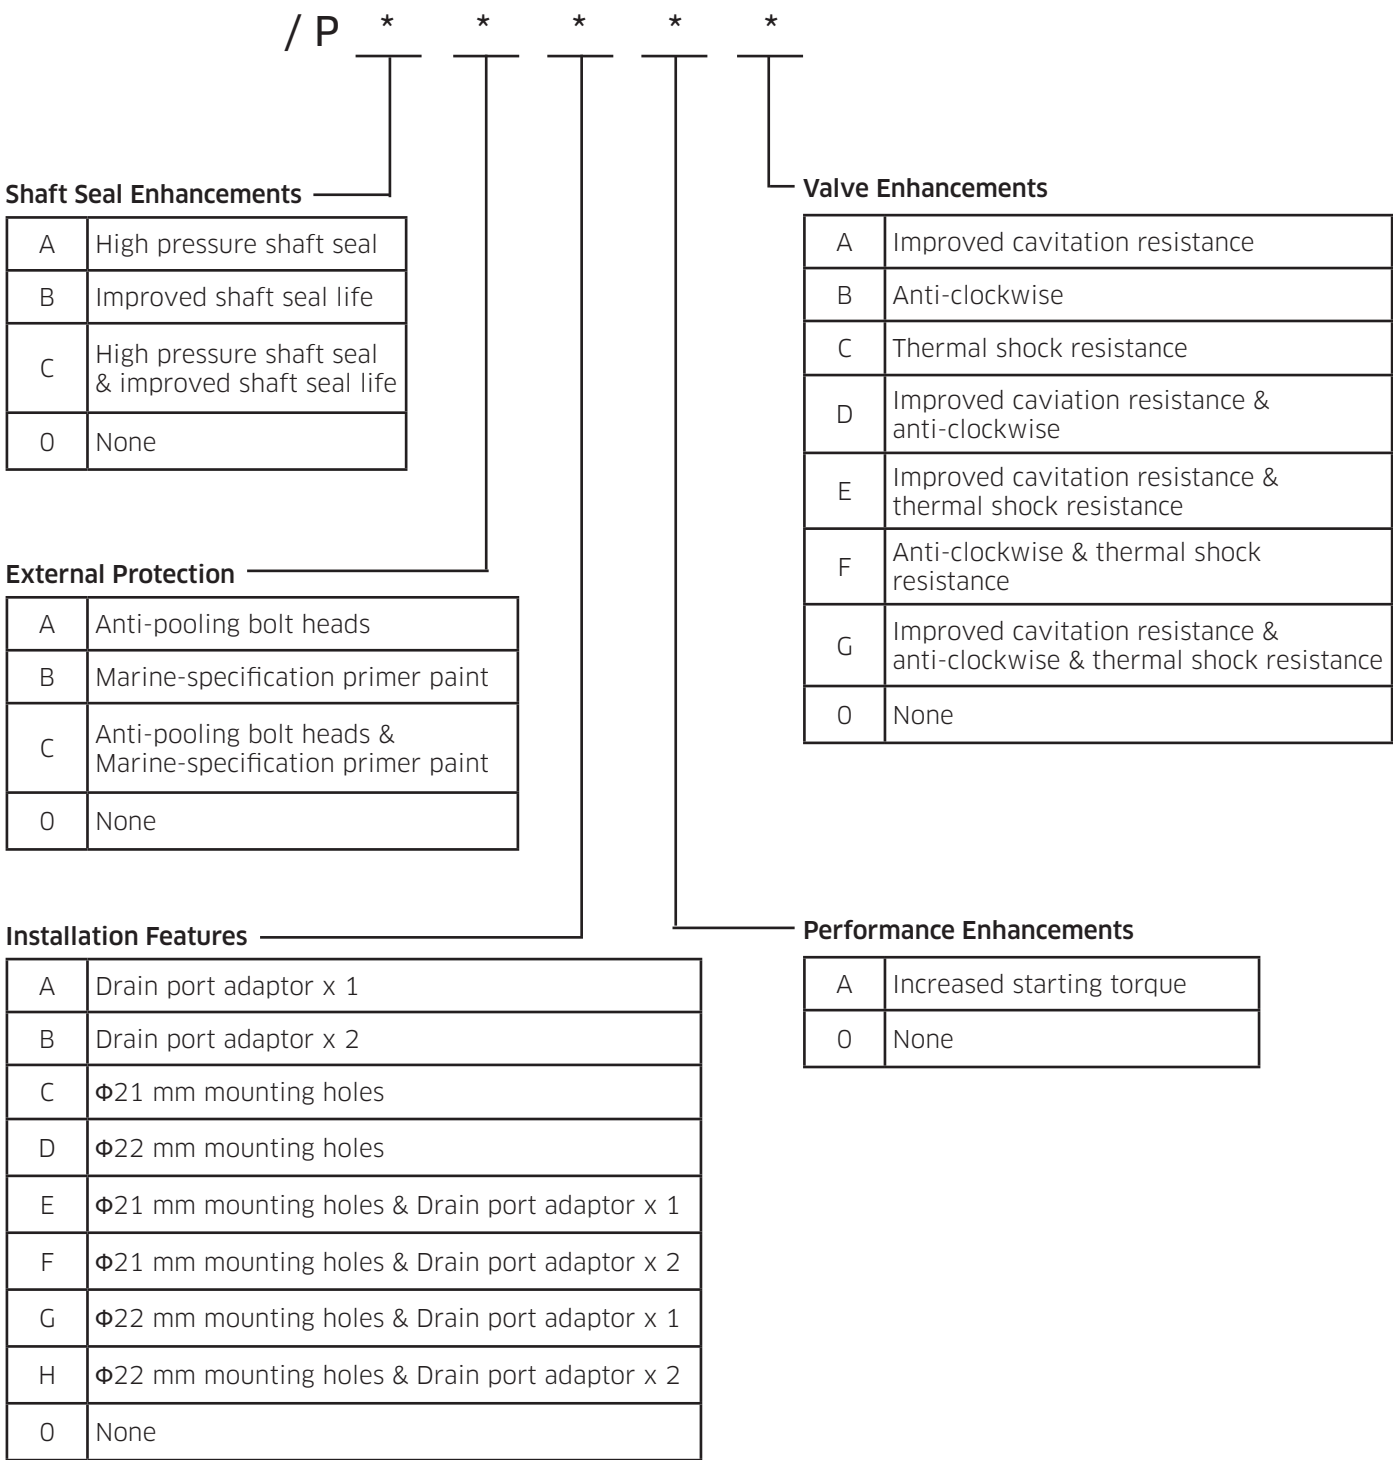 / P * * * * *
Shaft Seal Enhancements
A High pressure shaft seal
B Improved shaft seal life
C High pressure shaft seal
& improved shaft seal life
0 None
External Protection
A Anti-pooling bolt heads
B Marine-specification primer paint
C Anti-pooling bolt heads &
Marine-specification primer paint
0 None
Installation Features
A Drain port adaptor x 1
B Drain port adaptor x 2
C Φ21 mm mounting holes
D Φ22 mm mounting holes
E Φ21 mm mounting holes & Drain port adaptor x 1
F Φ21 mm mounting holes & Drain port adaptor x 2
G Φ22 mm mounting holes & Drain port adaptor x 1
H Φ22 mm mounting holes & Drain port adaptor x 2
0 None
Valve Enhancements
A Improved cavitation resistance
B Anti-clockwise
C Thermal shock resistance
D Improved caviation resistance &
anti-clockwise
E Improved cavitation resistance &
thermal shock resistance
F Anti-clockwise & thermal shock
resistance
G Improved cavitation resistance &
anti-clockwise & thermal shock resistance
0 None
Performance Enhancements
A Increased starting torque
0 None